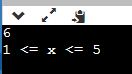 6
1 <= x <= 5